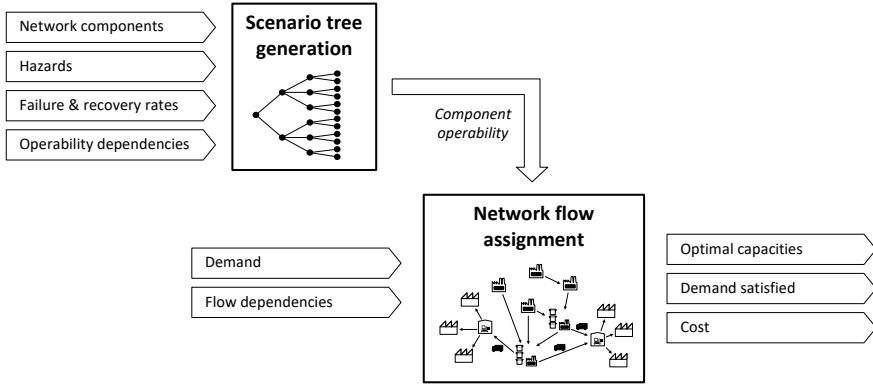 Network components
Hazards
Failure & recovery rates
Operability dependencies
Scenario tree
generation
Component
operability
Demand
Flow dependencies
Network flow
assignment
Optimal capacities
Demand satisfied
Cost